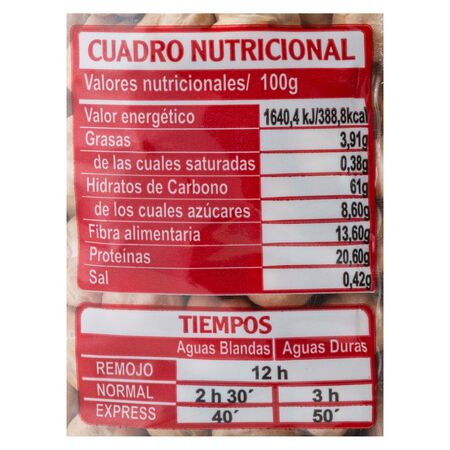 CUADRO NUTRICIONAL
Valores nutricionales/ 100g
Valor energético 1640,4 kJ/388,8kcal
Grasas 3,91g
de las cuales saturadas 0,38g
Hidratos de Carbono 61g
de los cuales azúcares 8,60g
Fibra alimentaria 13,60g
Proteínas 20,60g
Sal 0,42g
TIEMPOS
Aguas Blandas Aguas Duras
REMOJO 12 h
NORMAL 2 h 30´ 3 h
EXPRESS 40´ 50´